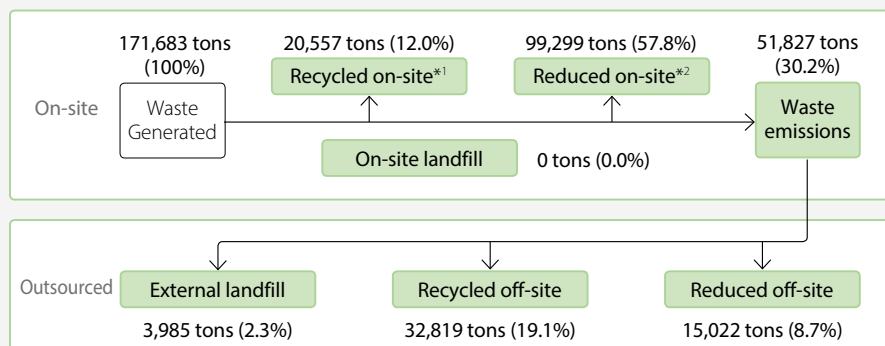 171,683 tons
(100%)
20,557 tons (12.0%)
99,299 tons (57.8%)
51,827 tons
(30.2%)
Recycled on-site*1
Reduced on-site*2
On-site
Waste
Generated
Waste
emissions
On-site landfill
0 tons (0.0%)
Outsourced
External landfill
Recycled off-site
Reduced off-site
3,985 tons (2.3%)
32,819 tons (19.1%)
15,022 tons (8.7%)